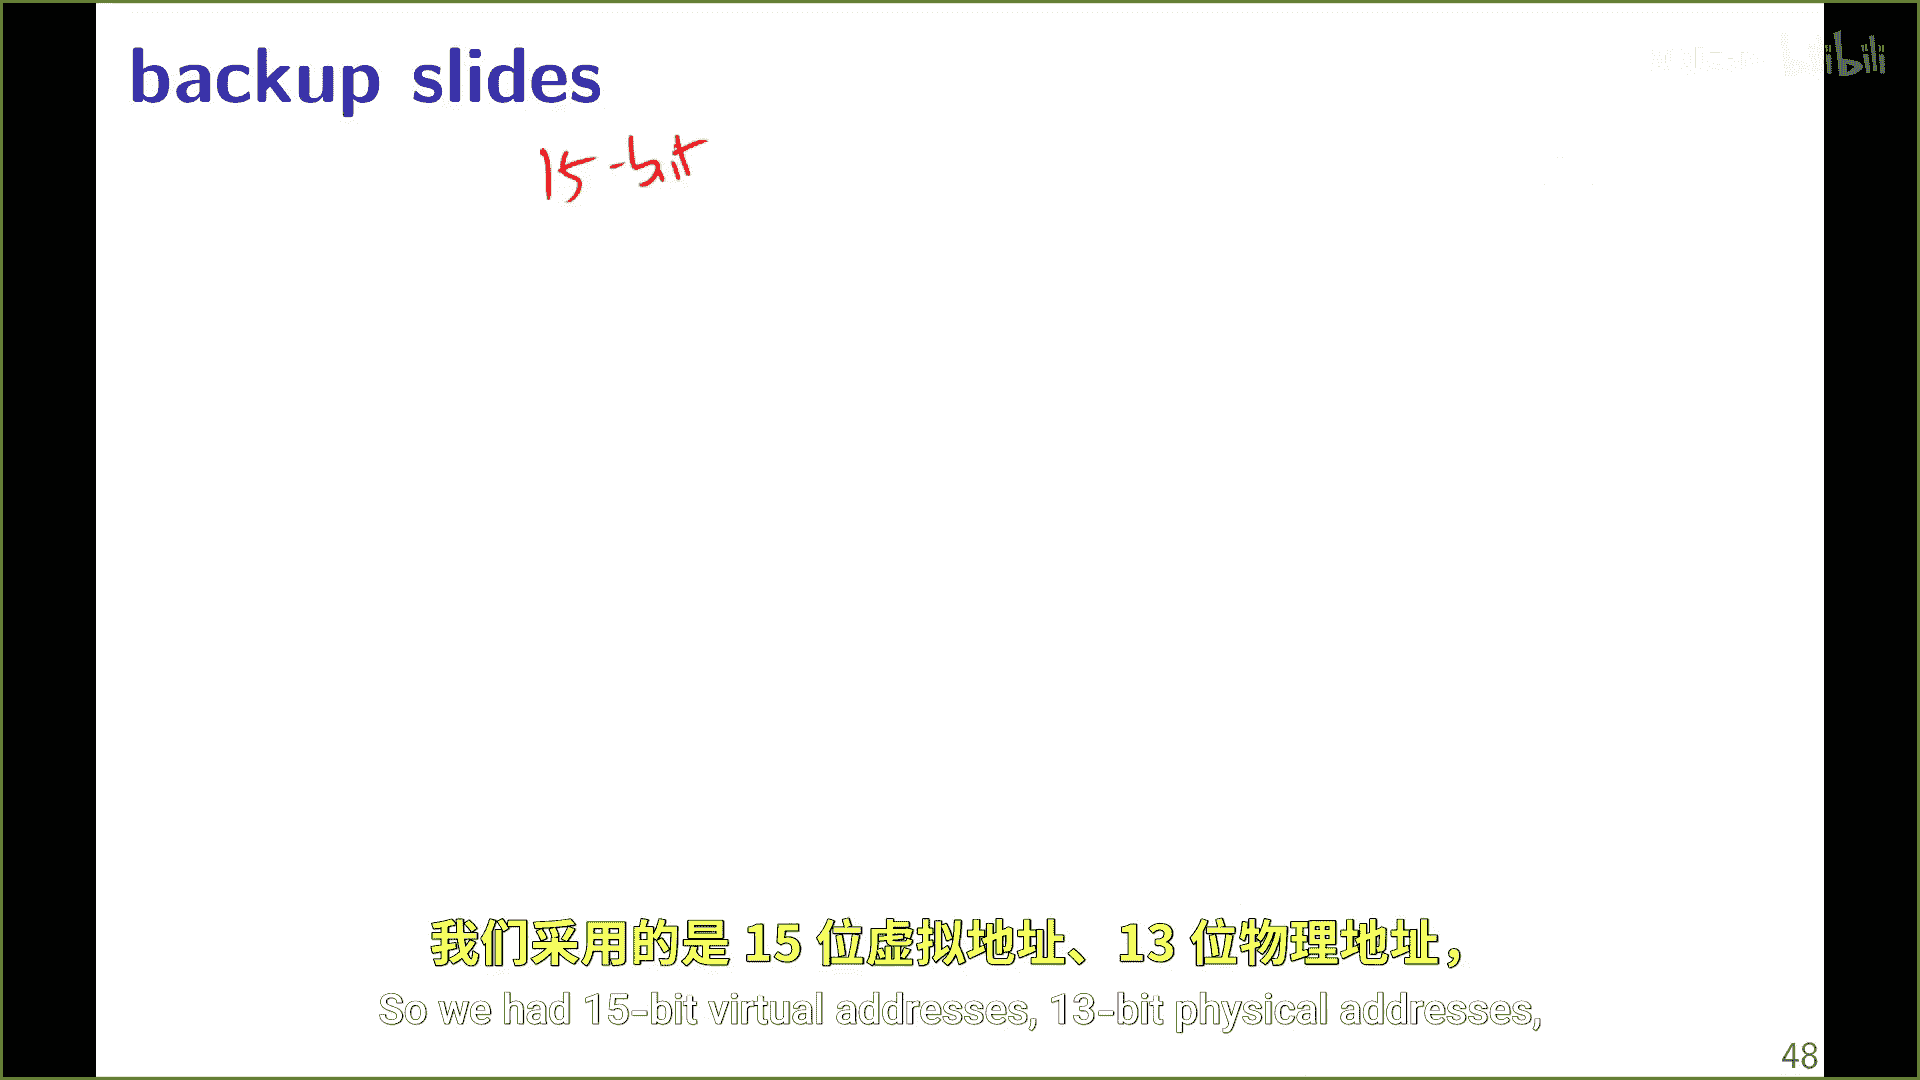 backup slides
bilibili
15-bit
我们采用的是 15 位虚拟地址、13 位物理地址，
So we had 15-bit virtual addresses, 13-bit physical addresses,
48